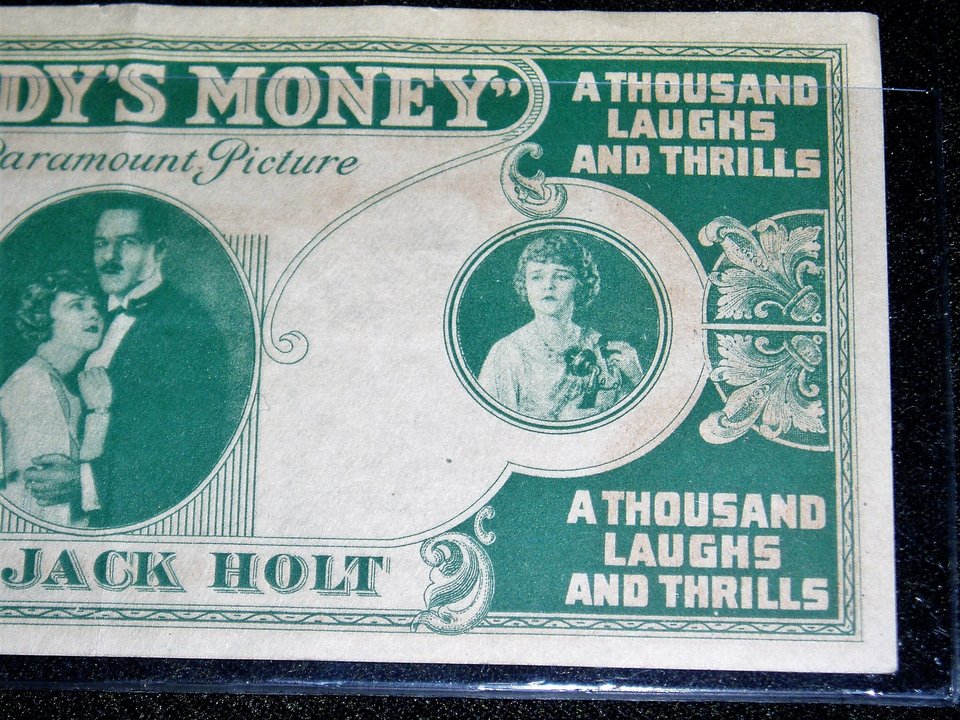 DY'S MONEY"
Paramount Picture
A THOUSAND
LAUGHS
AND THRILLS
JACK HOLT
A THOUSAND
LAUGHS
AND THRILLS